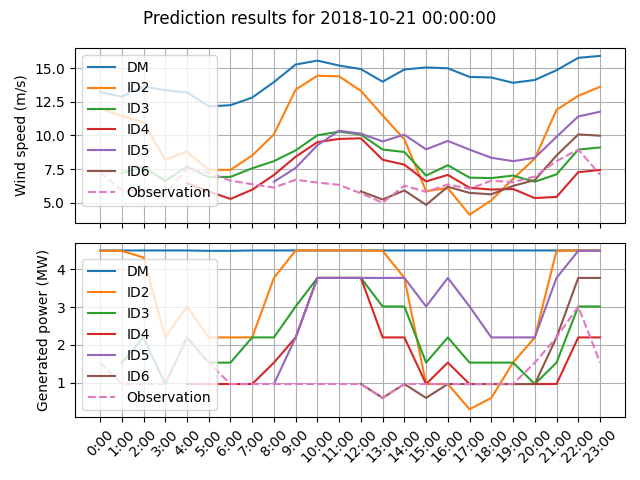 Prediction results for 2018-10-21 00:00:00
Wind speed (m/s)
15.0
12.5
10.0
7.5
5.0
DM
ID2
ID3
ID4
ID5
ID6
Observation
Generated power (MW)
4
3
2
1
DM
ID2
ID3
ID4
ID5
ID6
Observation
0:00 1:00 2:00 3:00 4:00 5:00 6:00 7:00 8:00 9:00 10:00 11:00 12:00 13:00 14:00 15:00 16:00 17:00 18:00 19:00 20:00 21:00 22:00 23:00